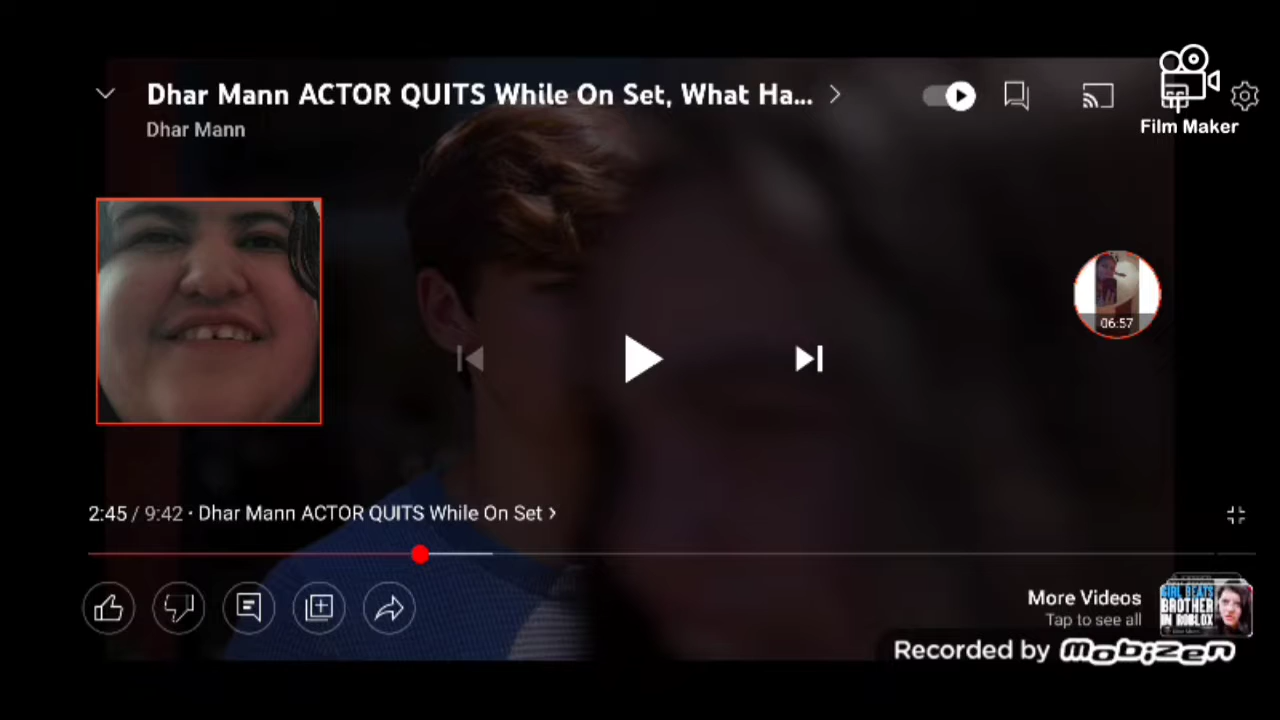 Dhar Mann ACTOR QUITS While On Set, What Ha...
Dhar Mann
Film Maker
06:57
2:45 / 9:42 · Dhar Mann ACTOR QUITS While On Set
More Videos
Tap to see all
GIRL BEATS
BROTHER
IN ROBLOX
Recorded by mobizen